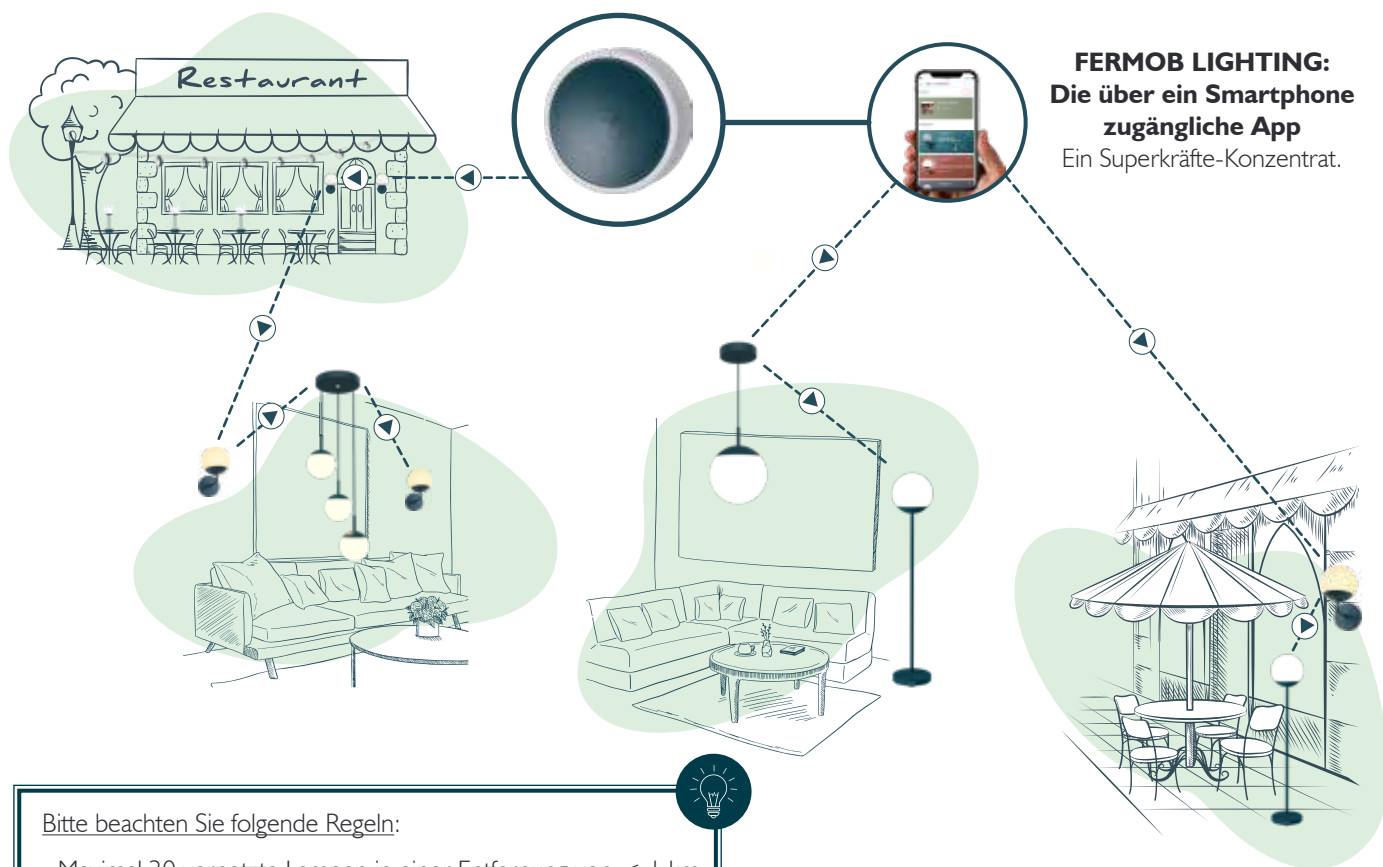 Restaurant
FERMOB LIGHTING:
Die über ein Smartphone
zugängliche App
Ein Superkräfte-Konzentrat.
Bitte beachten Sie folgende Regeln: